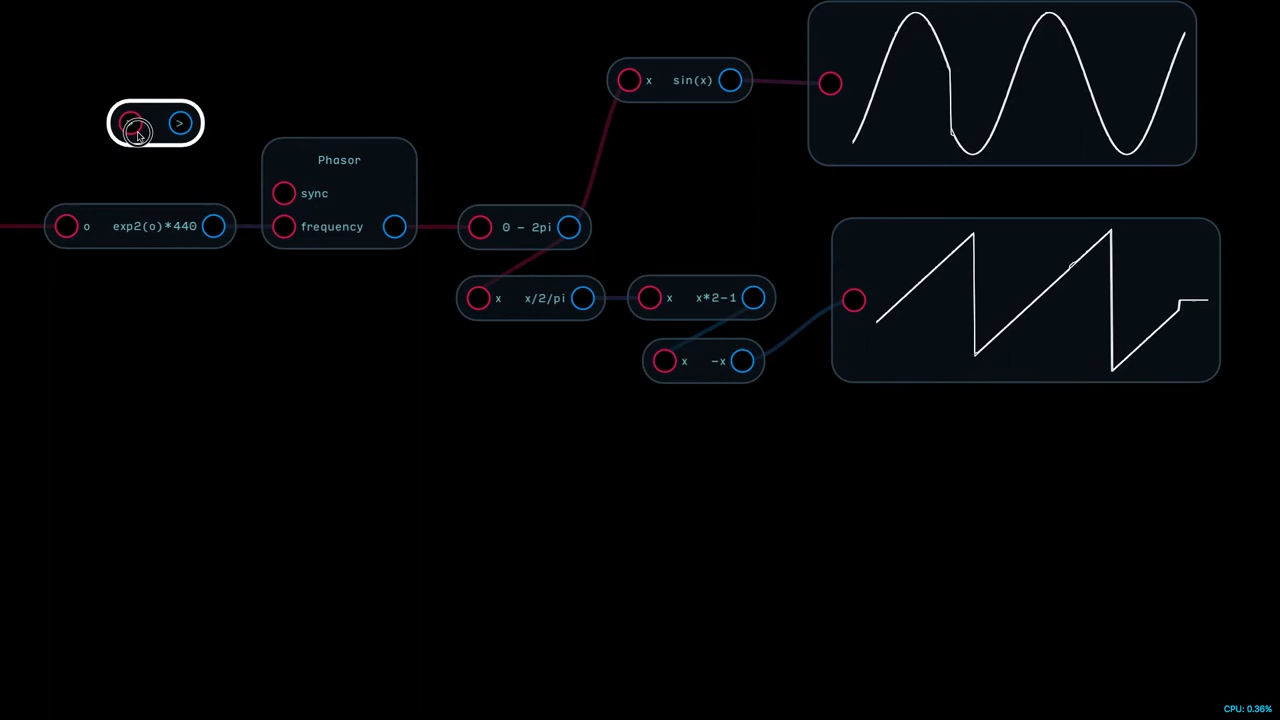 x sin(x)
>
Phasor
sync
o exp2(o)*440
frequency
0 - 2pi
x x/2/pi
x x*2-1
x -x
CPU: 0.36%